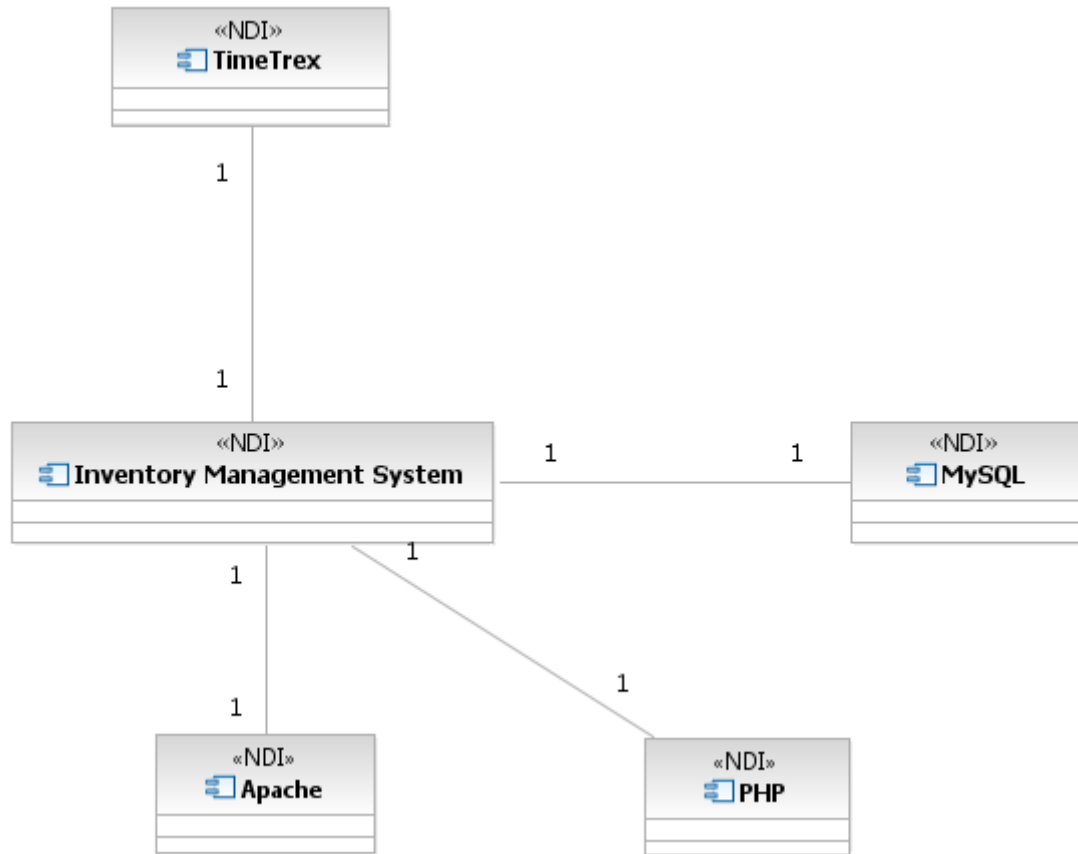 «NDI»
TimeTrex
1
1
«NDI»
Inventory Management System
1
1
«NDI»
MySQL
1
1
1
1
«NDI»
Apache
«NDI»
PHP